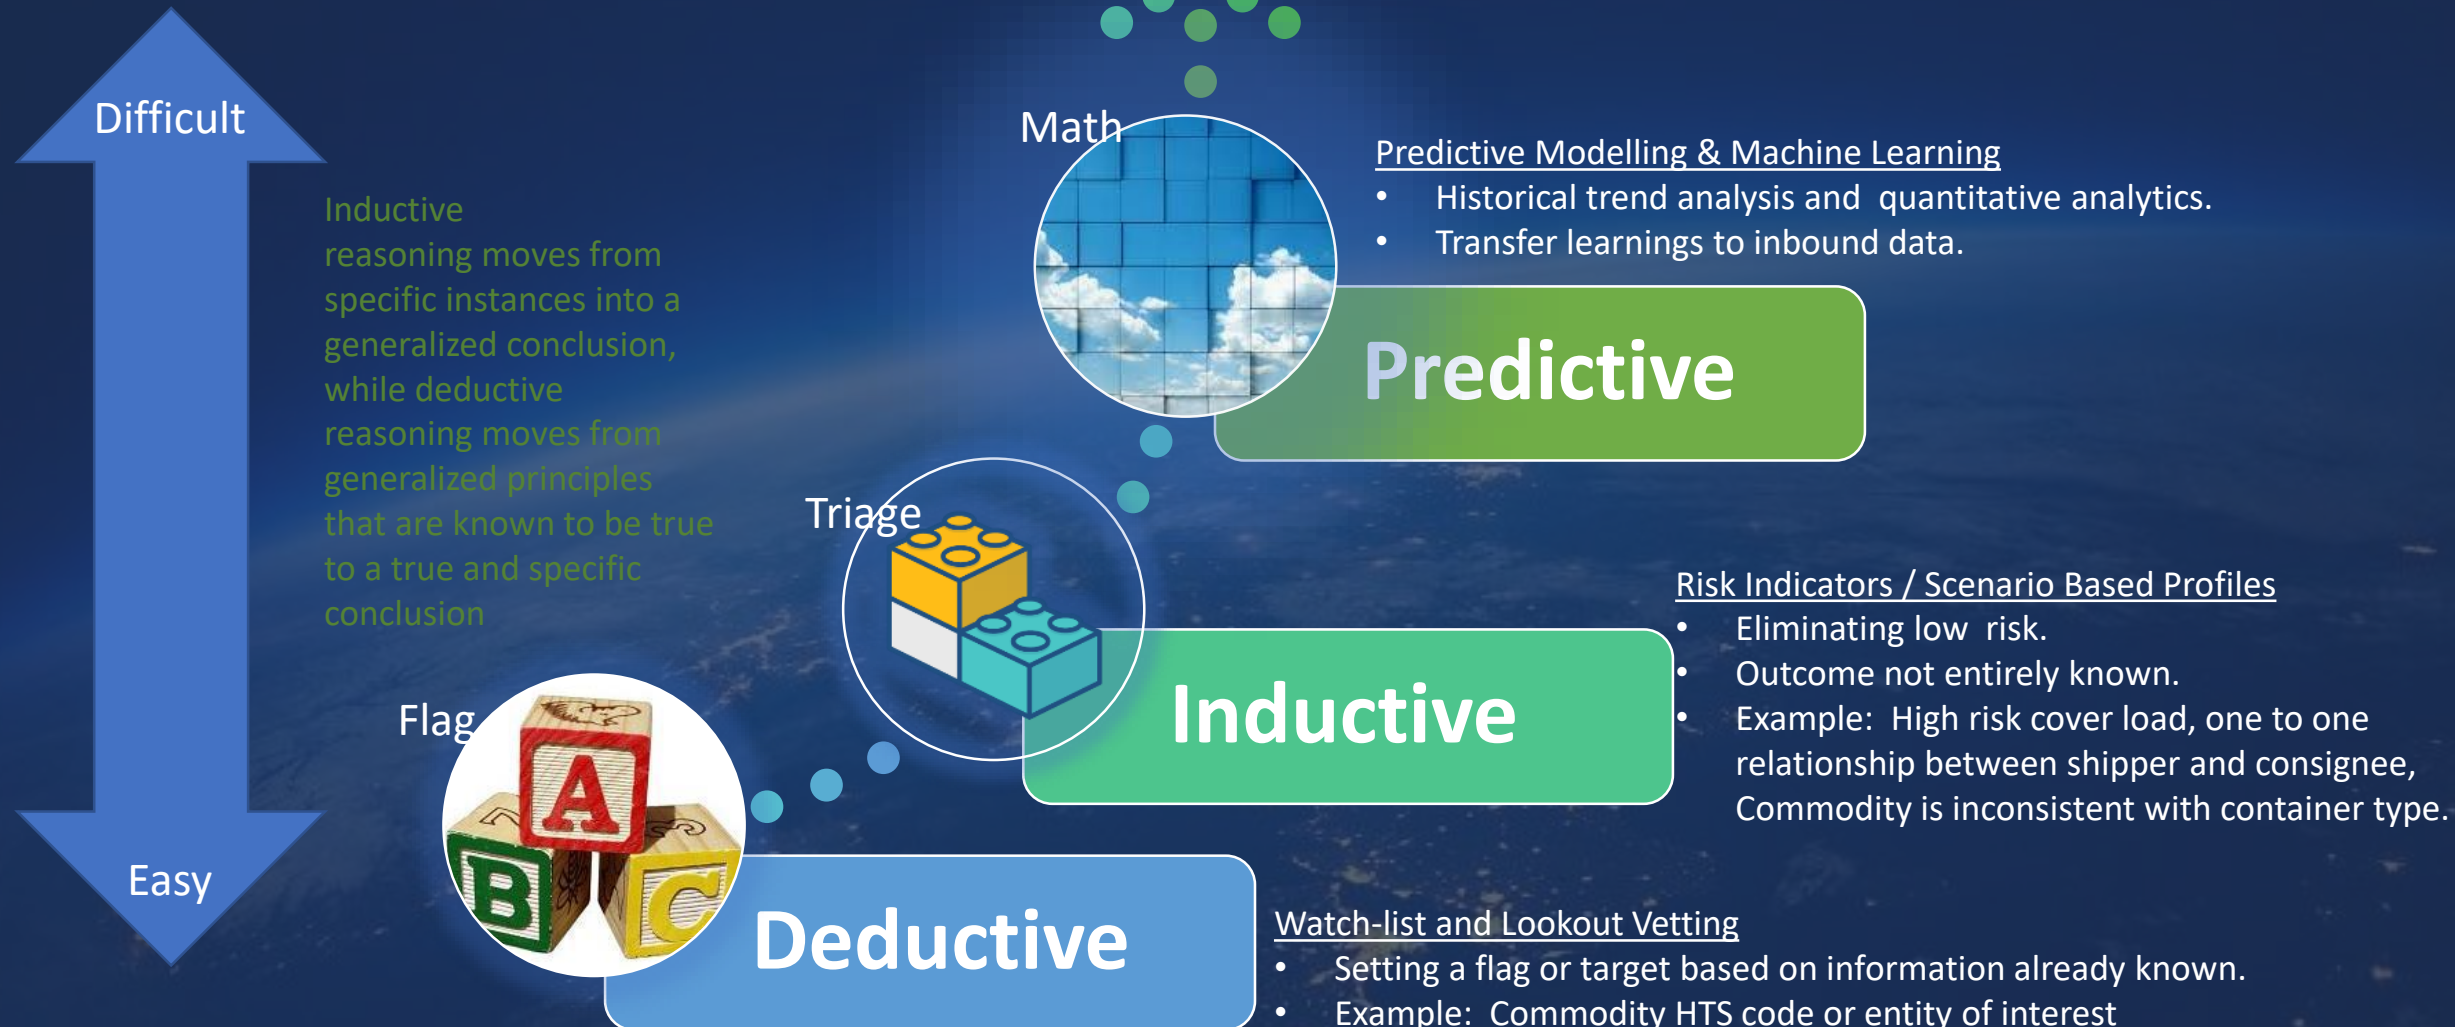 Difficult
Easy
Inductive
reasoning moves from
specific instances into a
generalized conclusion,
while deductive
reasoning moves from
generalized principles
that are known to be true
to a true and specific
conclusion
Math
Predictive Modelling & Machine Learning
• Historical trend analysis and quantitative analytics.
• Transfer learnings to inbound data.
Predictive
Triage
Inductive
Risk Indicators / Scenario Based Profiles
• Eliminating low risk.
• Outcome not entirely known.
• Example: High risk cover load, one to one
relationship between shipper and consignee,
Commodity is inconsistent with container type.
Flag
A
B
C
Deductive
Watch-list and Lookout Vetting
• Setting a flag or target based on information already known.
• Example: Commodity HTS code or entity of interest